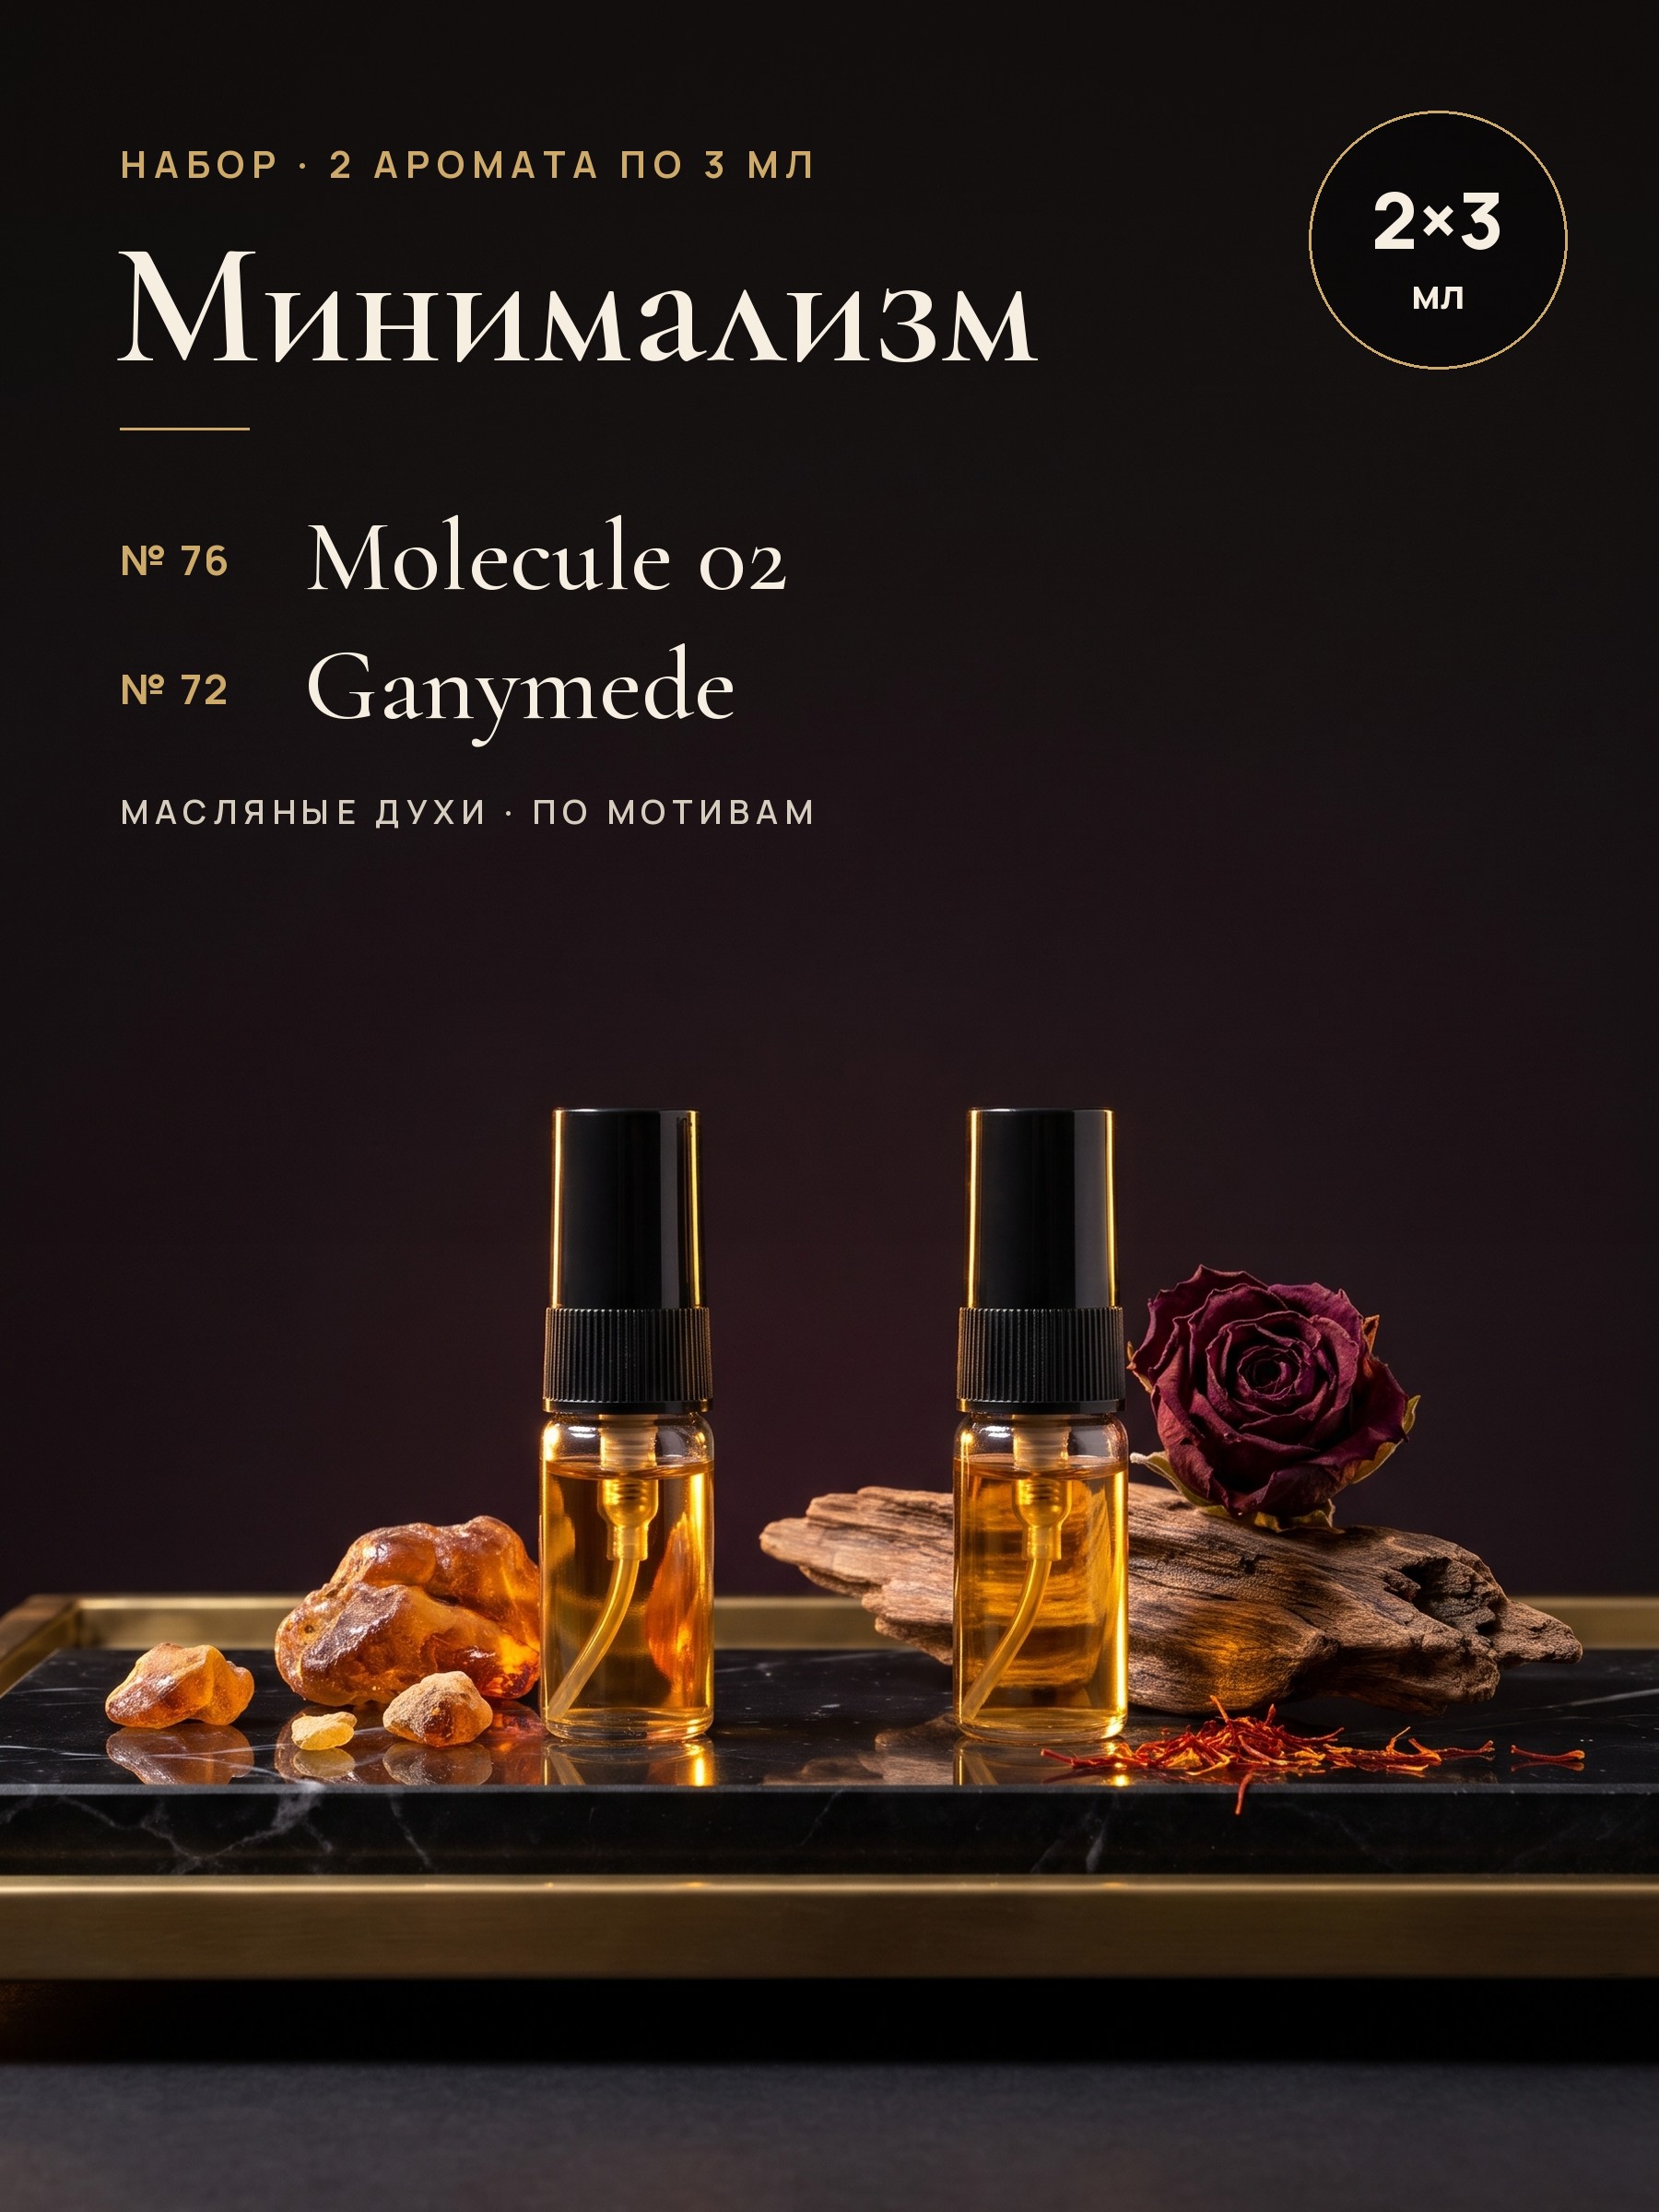 НАБОР · 2 АРОМАТА ПО 3 МЛ
2×3
мл
Минимализм
№ 76 Molecule 02
№ 72 Ganymede
МАСЛЯНЫЕ ДУХИ · ПО МОТИВАМ